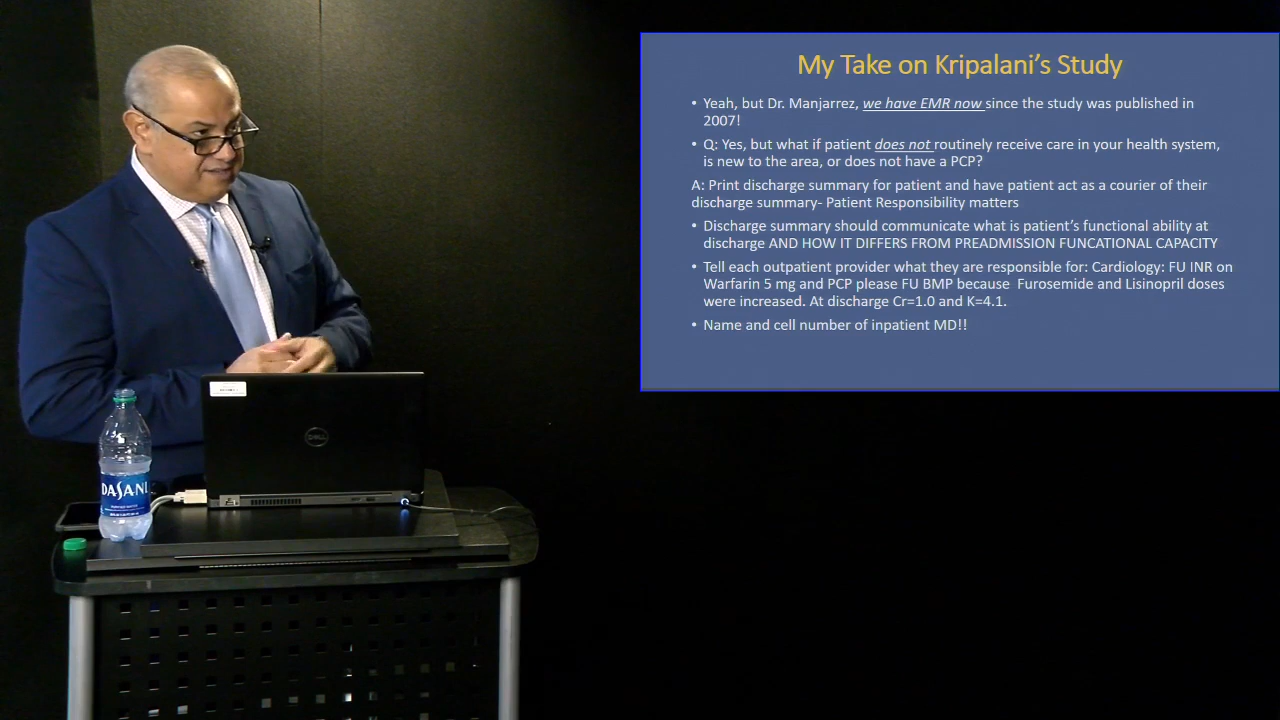 My Take on Kripalani's Study
• Yeah, but Dr. Manjarrez, we have EMR now since the study was published in
2007!
• Q: Yes, but what if patient does not routinely receive care in your health system,
is new to the area, or does not have a PCP?
A: Print discharge summary for patient and have patient act as a courier of their
discharge summary- Patient Responsibility matters
• Discharge summary should communicate what is patient's functional ability at
discharge AND HOW IT DIFFERS FROM PREADMISSION FUNCATIONAL CAPACITY
• Tell each outpatient provider what they are responsible for: Cardiology: FU INR on
Warfarin 5 mg and PCP please FU BMP because Furosemide and Lisinopril doses
were increased. At discharge Cr=1.0 and K=4.1.
• Name and cell number of inpatient MD!!
DELL
DASANI